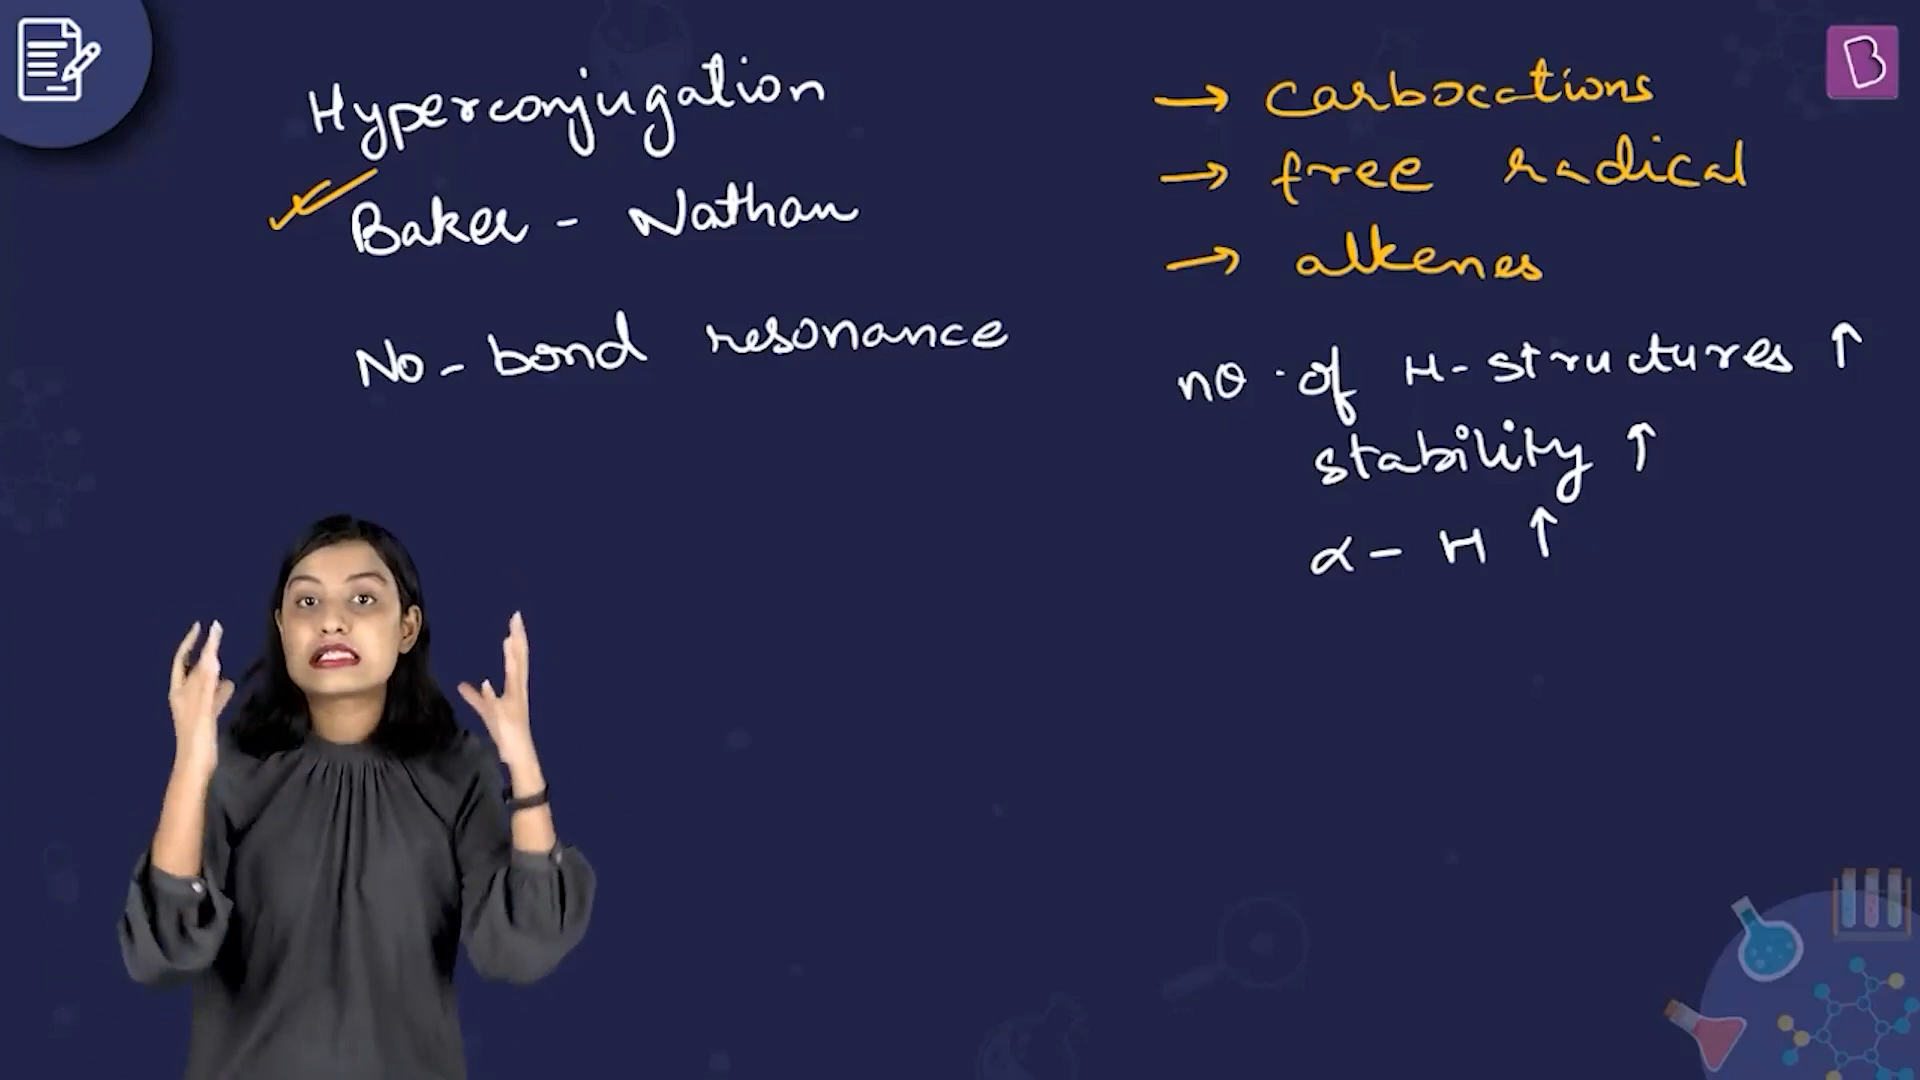 Hyperconjugation
Baker - Nathan
No-bond resonance
→ carbocations
→ free radical
→ alkenes
no. of H-structures ↑
stability ↑
α - H ↑
B